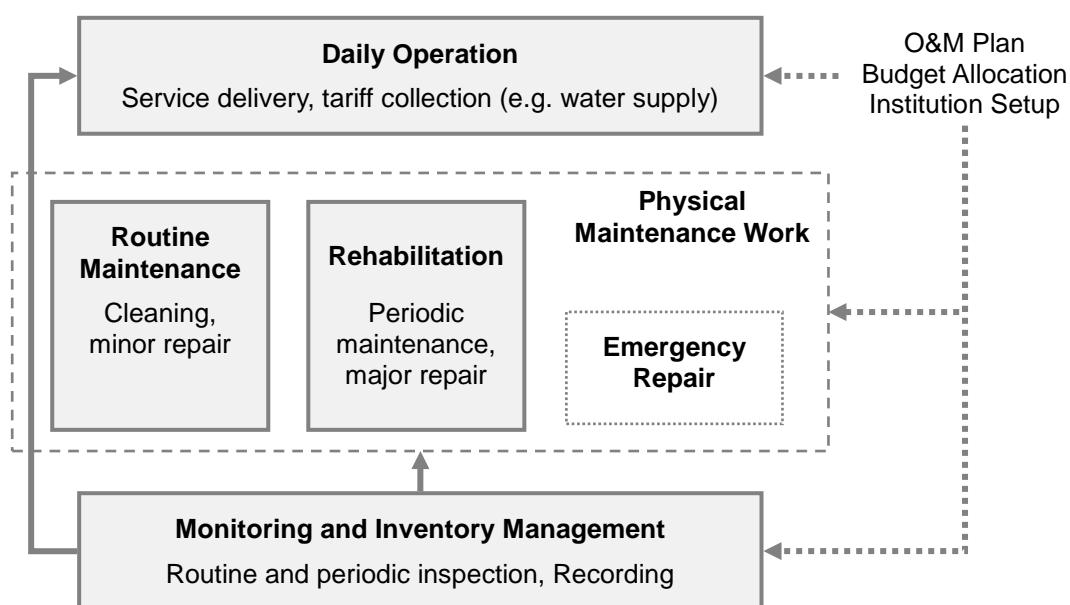 Daily Operation
Service delivery, tariff collection (e.g. water supply)
O&M Plan
Budget Allocation
Institution Setup
Physical
Maintenance Work
Routine
Maintenance
Cleaning,
minor repair
Rehabilitation
Periodic
maintenance,
major repair
Emergency
Repair
Monitoring and Inventory Management
Routine and periodic inspection, Recording